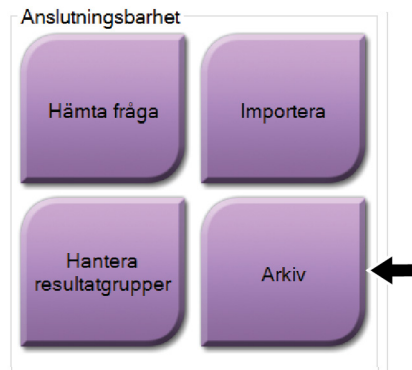 Anslutningsbarhet
Hämta fråga
Importera
Hantera
resultatgrupper
Arkiv